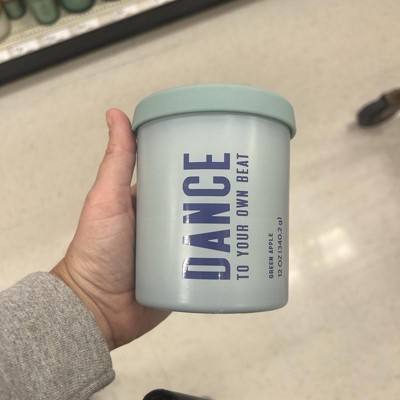 DANCE
TO YOUR OWN BEAT
GREEN APPLE
12 OZ (340.2 g)